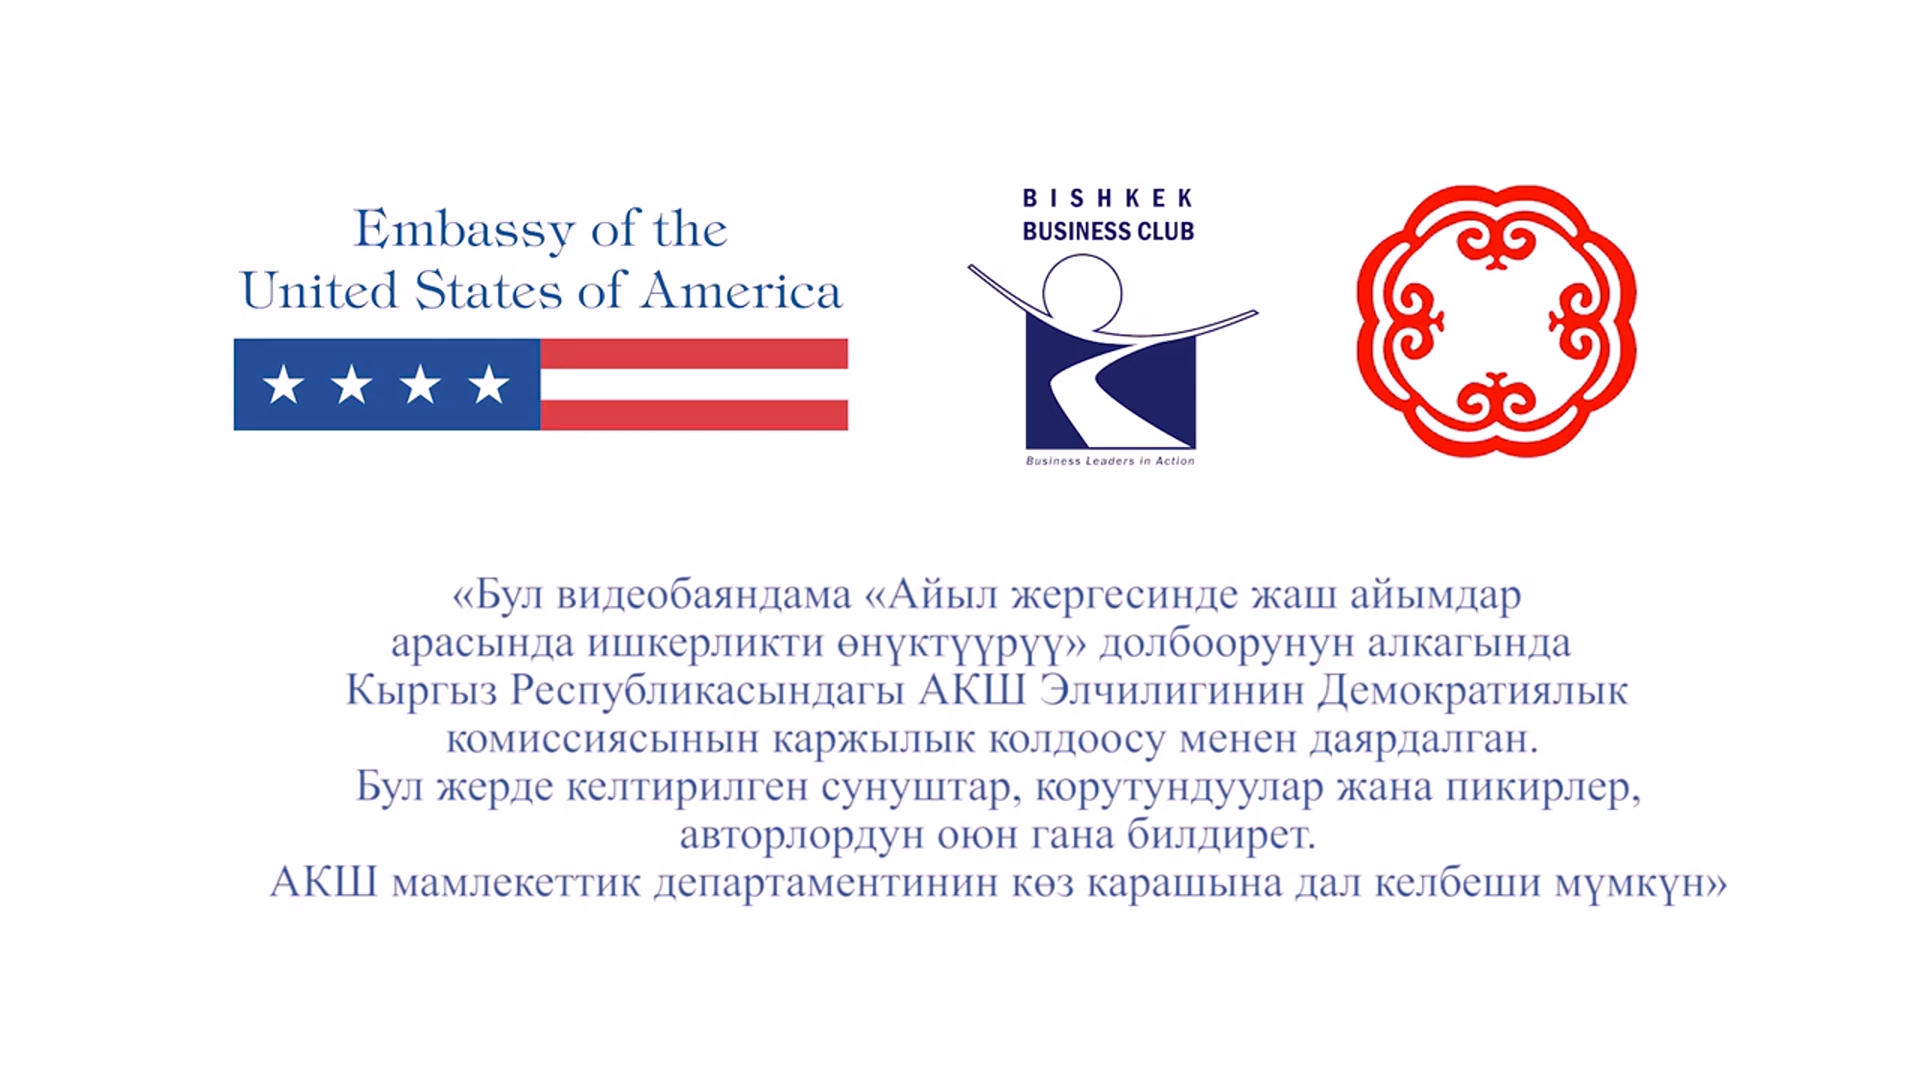 Embassy of the
United States of America
BISHKEK
BUSINESS CLUB
Business Leaders in Action
«Бул видеобаяндама «Айыл жергесинде жаш айымдар
арасында ишкерликти өнүктүүрүү» долбоорунун алкагында
Кыргыз Республикасындагы АКШ Элчилигинин Демократиялык
комиссиясынын каржылык колдоосу менен даярдалган.
Бул жерде келтирилген сунуштар, корутундуулар жана пикирлер,
авторлордун оюн гана билдирет.
АКШ мамлекеттик департаментинин көз карашына дал келбеши мүмкүн»